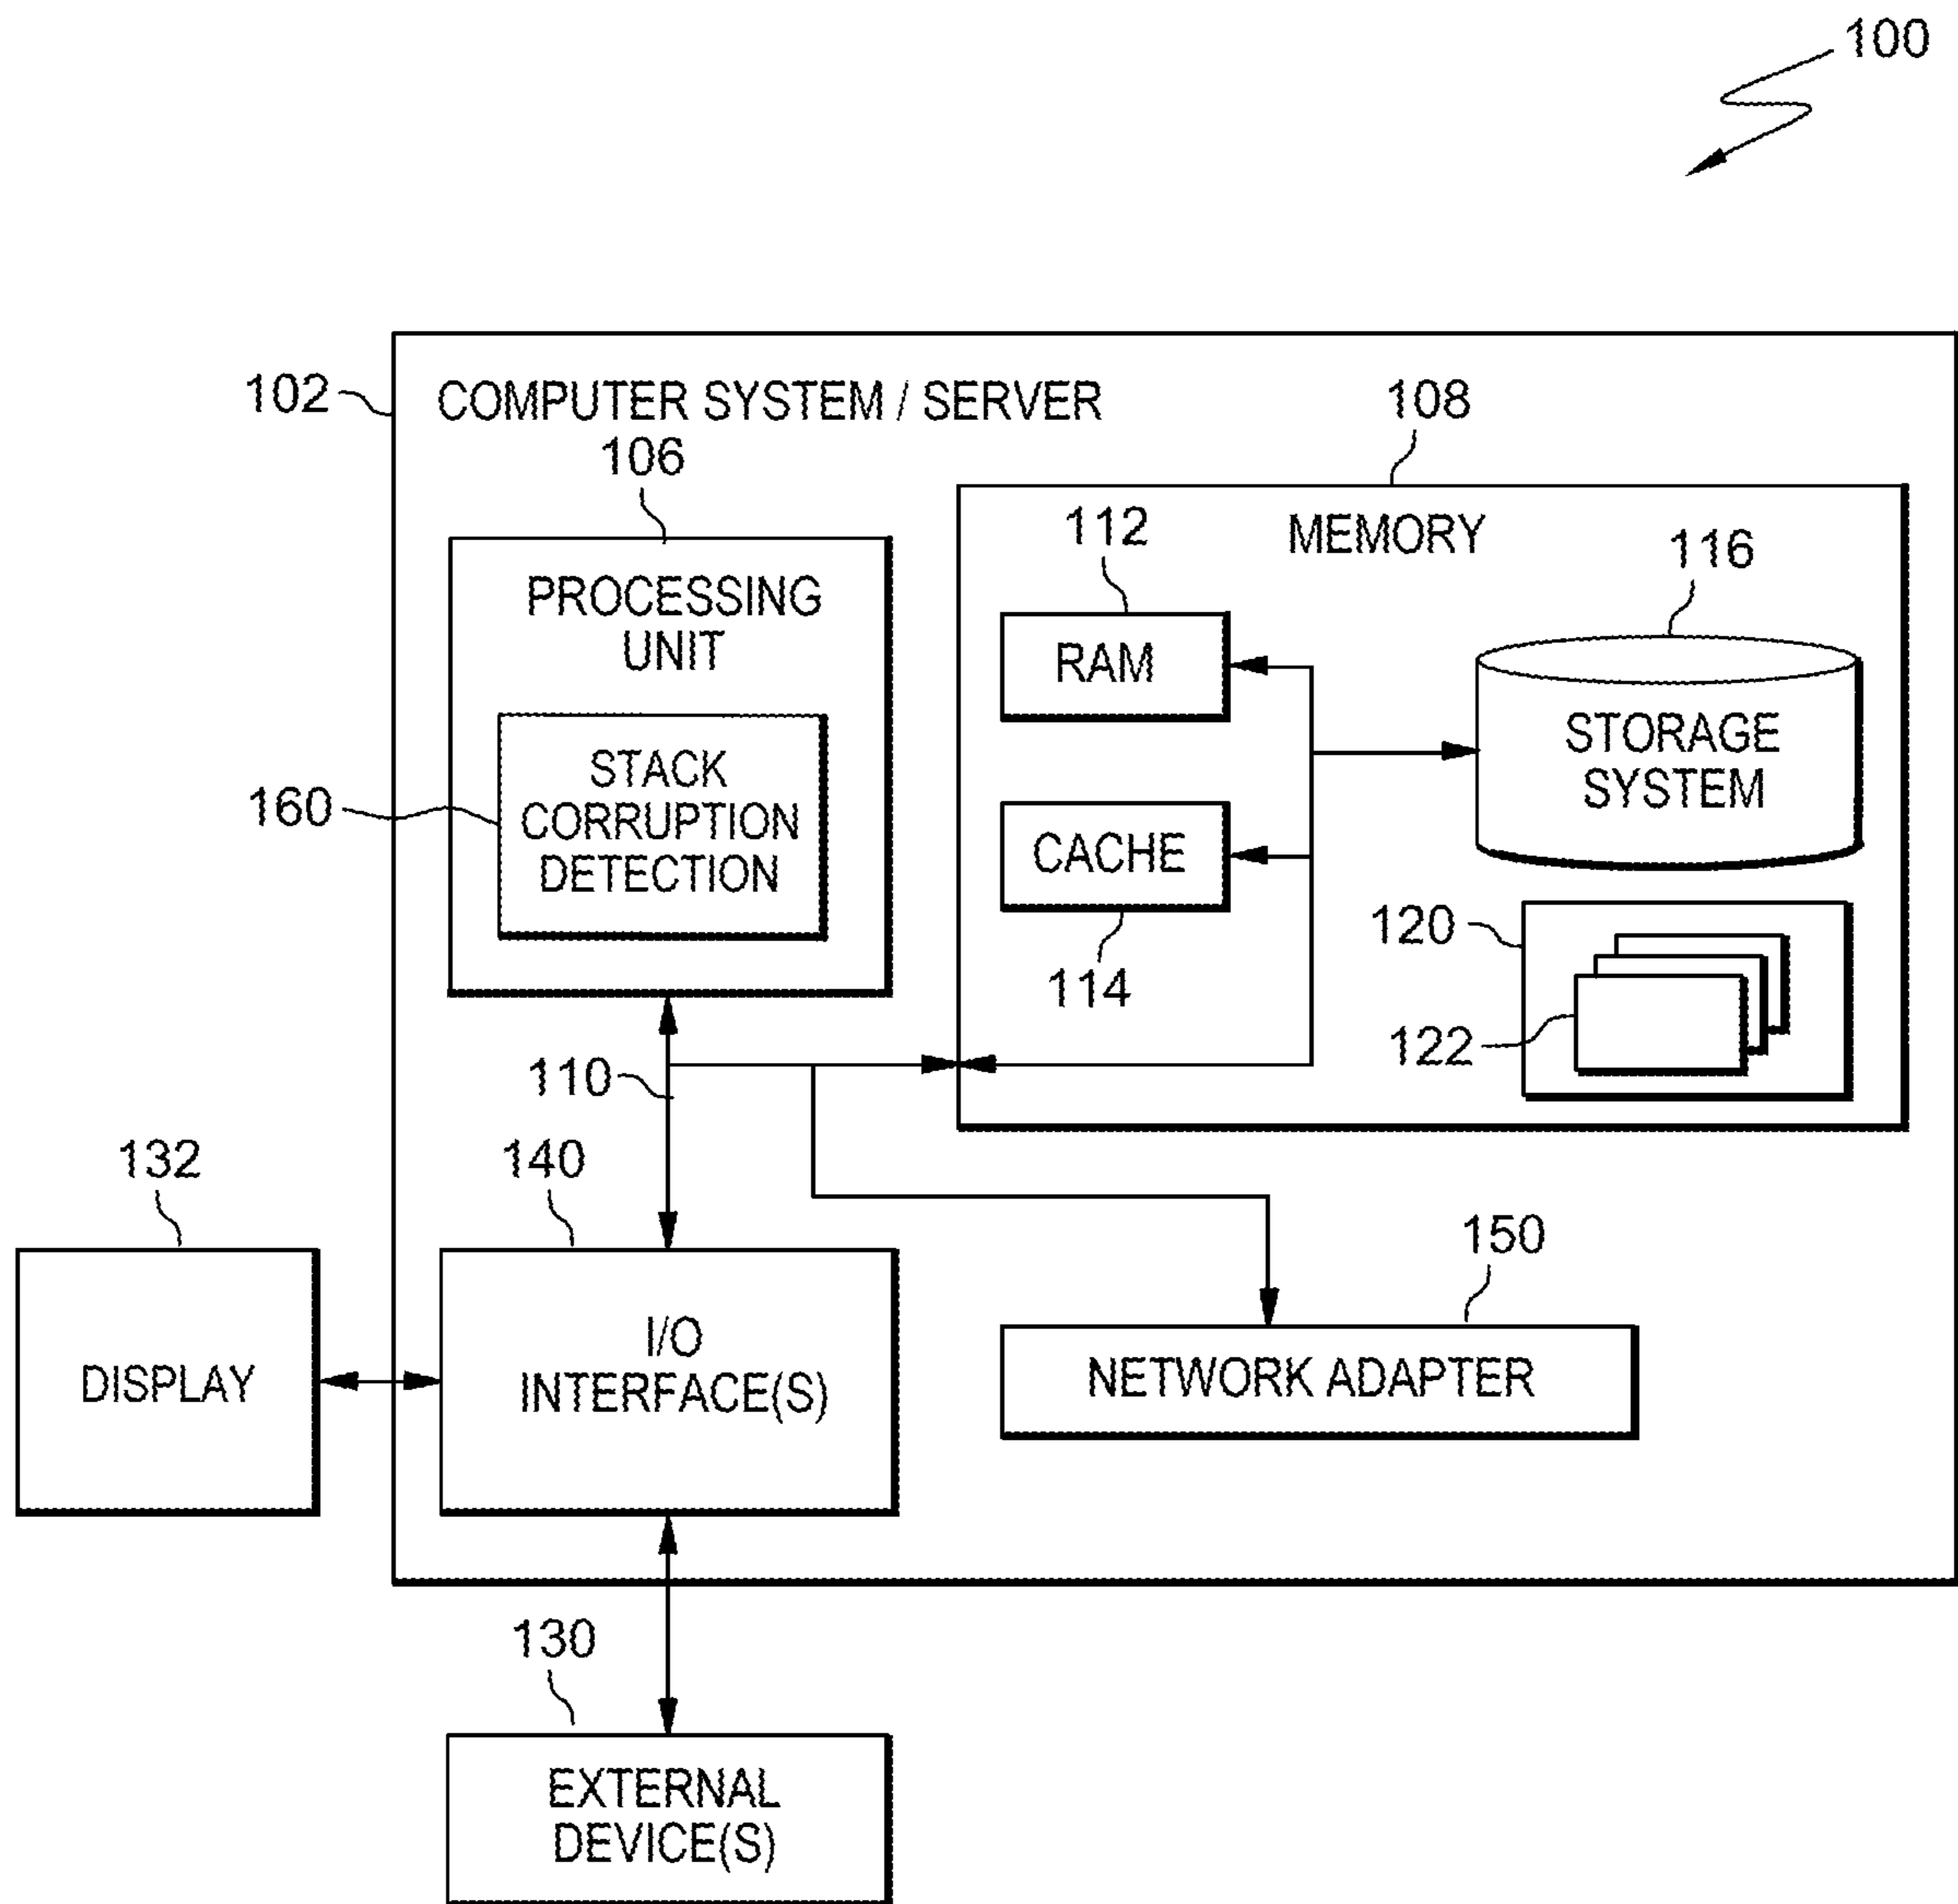 100
102
COMPUTER SYSTEM / SERVER
106
108
PROCESSING
UNIT
MEMORY
112
116
RAM
STORAGE
SYSTEM
160
STACK
CORRUPTION
DETECTION
CACHE
114
120
122
110
132
140
150
DISPLAY
I/O
INTERFACE(S)
NETWORK ADAPTER
130
EXTERNAL
DEVICE(S)